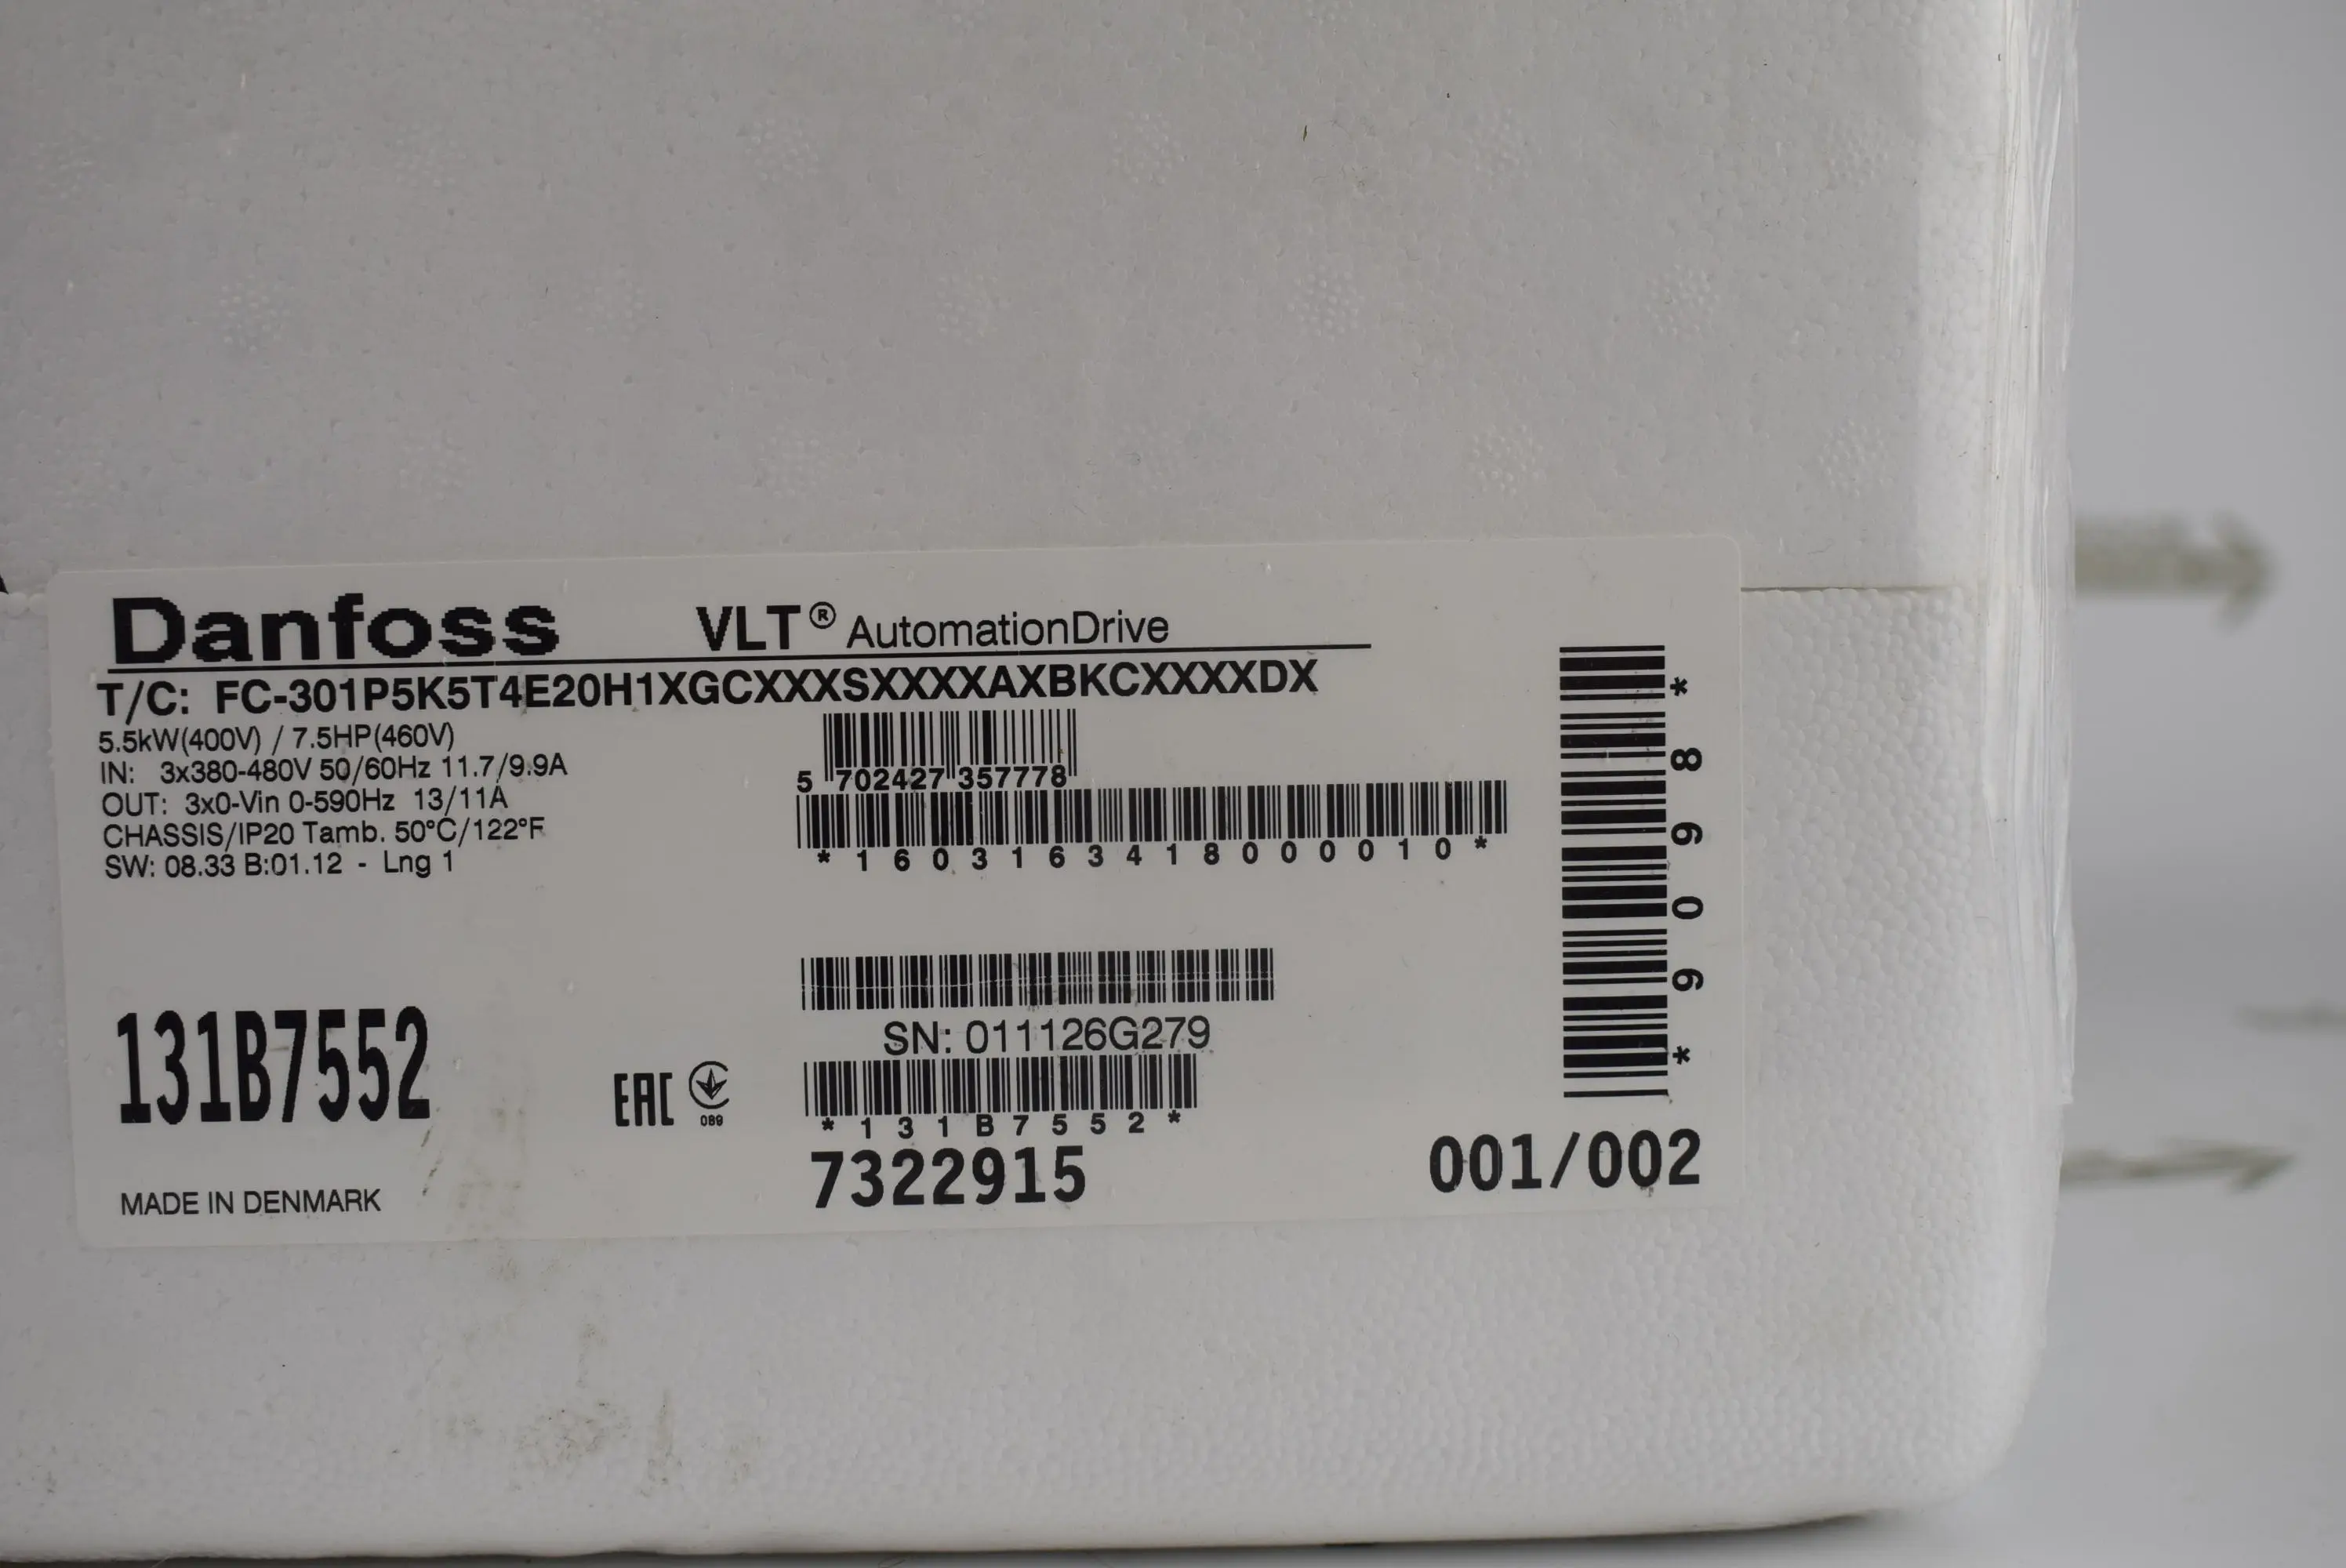 Danfoss VLT® AutomationDrive
T/C: FC-301P5K5T4E20H1XGCXXXSXXXXAXBKCXXXXDX
5.5kW(400V) / 7.5HP(460V)
IN: 3x380-480V 50/60Hz 11.7/9.9A
OUT: 3x0-Vin 0-590Hz 13/11A
CHASSIS/IP20 Tamb. 50°C/122°F
SW: 08.33 B:01.12 - Lng 1
5 702427 357778
*160316341800010*
SN: 011126G279
131B7552
EAC
089
*131B7552*
7322915
MADE IN DENMARK
*89609*
001/002